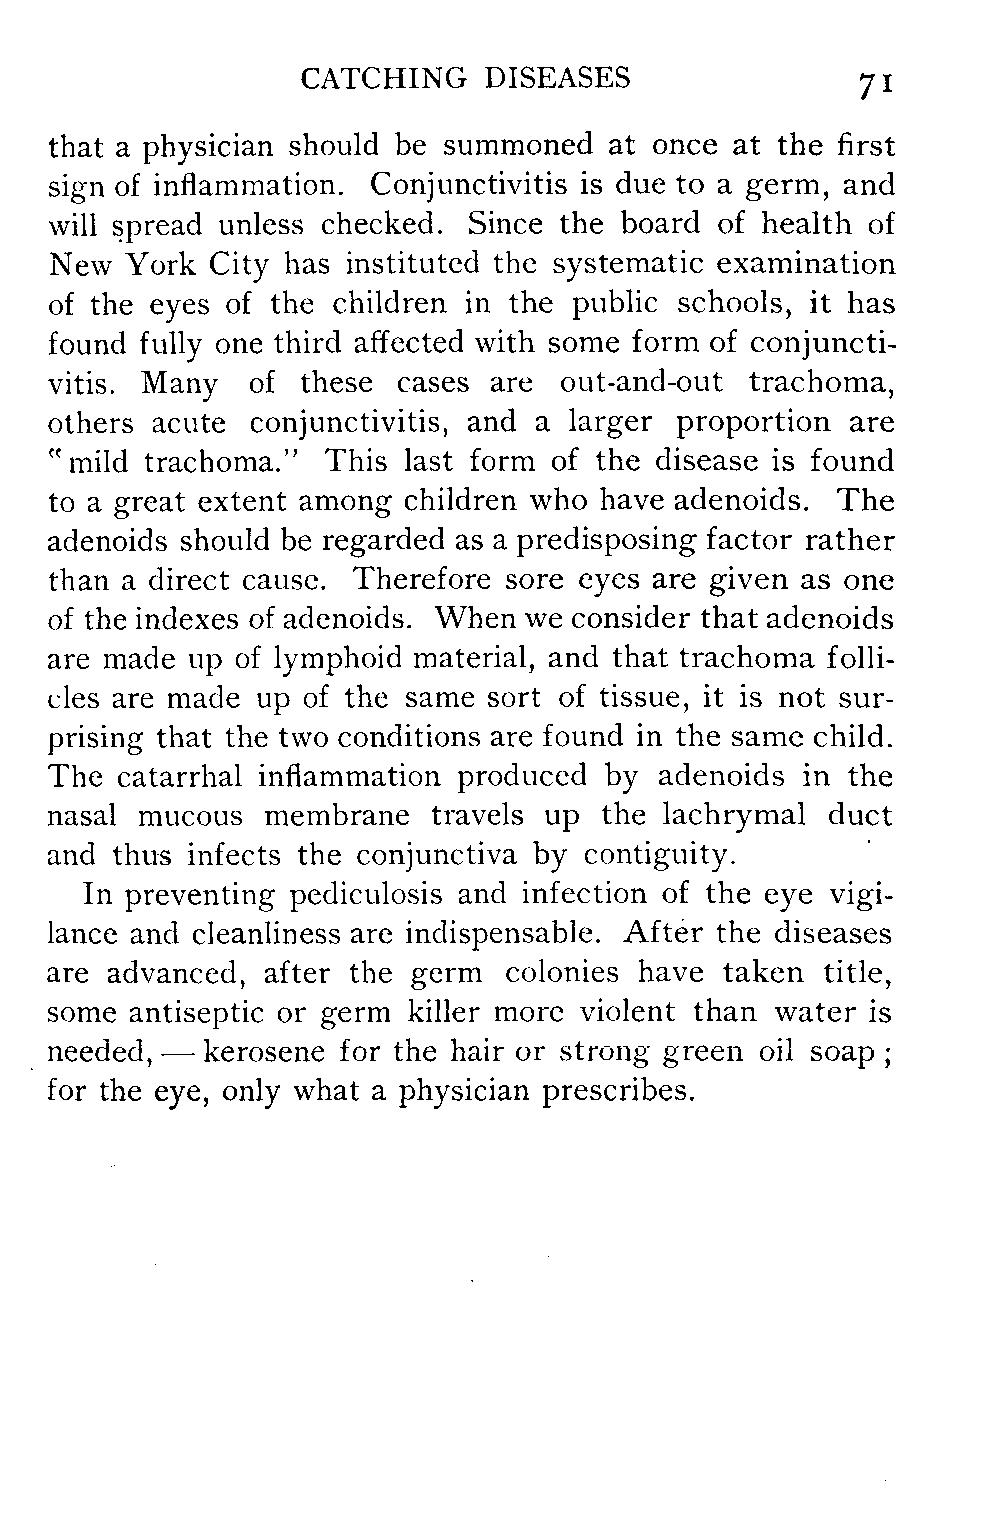 CATCHING DISEASES 71
that a physician should be summoned at once at the first
sign of inflammation. Conjunctivitis is due to a germ, and
will spread unless checked. Since the board of health of
New York City has instituted the systematic examination
of the eyes of the children in the public schools, it has
found fully one third affected with some form of conjuncti-
vitis. Many of these cases are out-and-out trachoma,
others acute conjunctivitis, and a larger proportion are
“mild trachoma.” This last form of the disease is found
to a great extent among children who have adenoids. The
adenoids should be regarded as a predisposing factor rather
than a direct cause. Therefore sore eyes are given as one
of the indexes of adenoids. When we consider that adenoids
are made up of lymphoid material, and that trachoma folli-
cles are made up of the same sort of tissue, it is not sur-
prising that the two conditions are found in the same child.
The catarrhal inflammation produced by adenoids in the
nasal mucous membrane travels up the lachrymal duct
and thus infects the conjunctiva by contiguity.
In preventing pediculosis and infection of the eye vigi-
lance and cleanliness are indispensable. After the diseases
are advanced, after the germ colonies have taken title,
some antiseptic or germ killer more violent than water is
needed, — kerosene for the hair or strong green oil soap ;
for the eye, only what a physician prescribes.